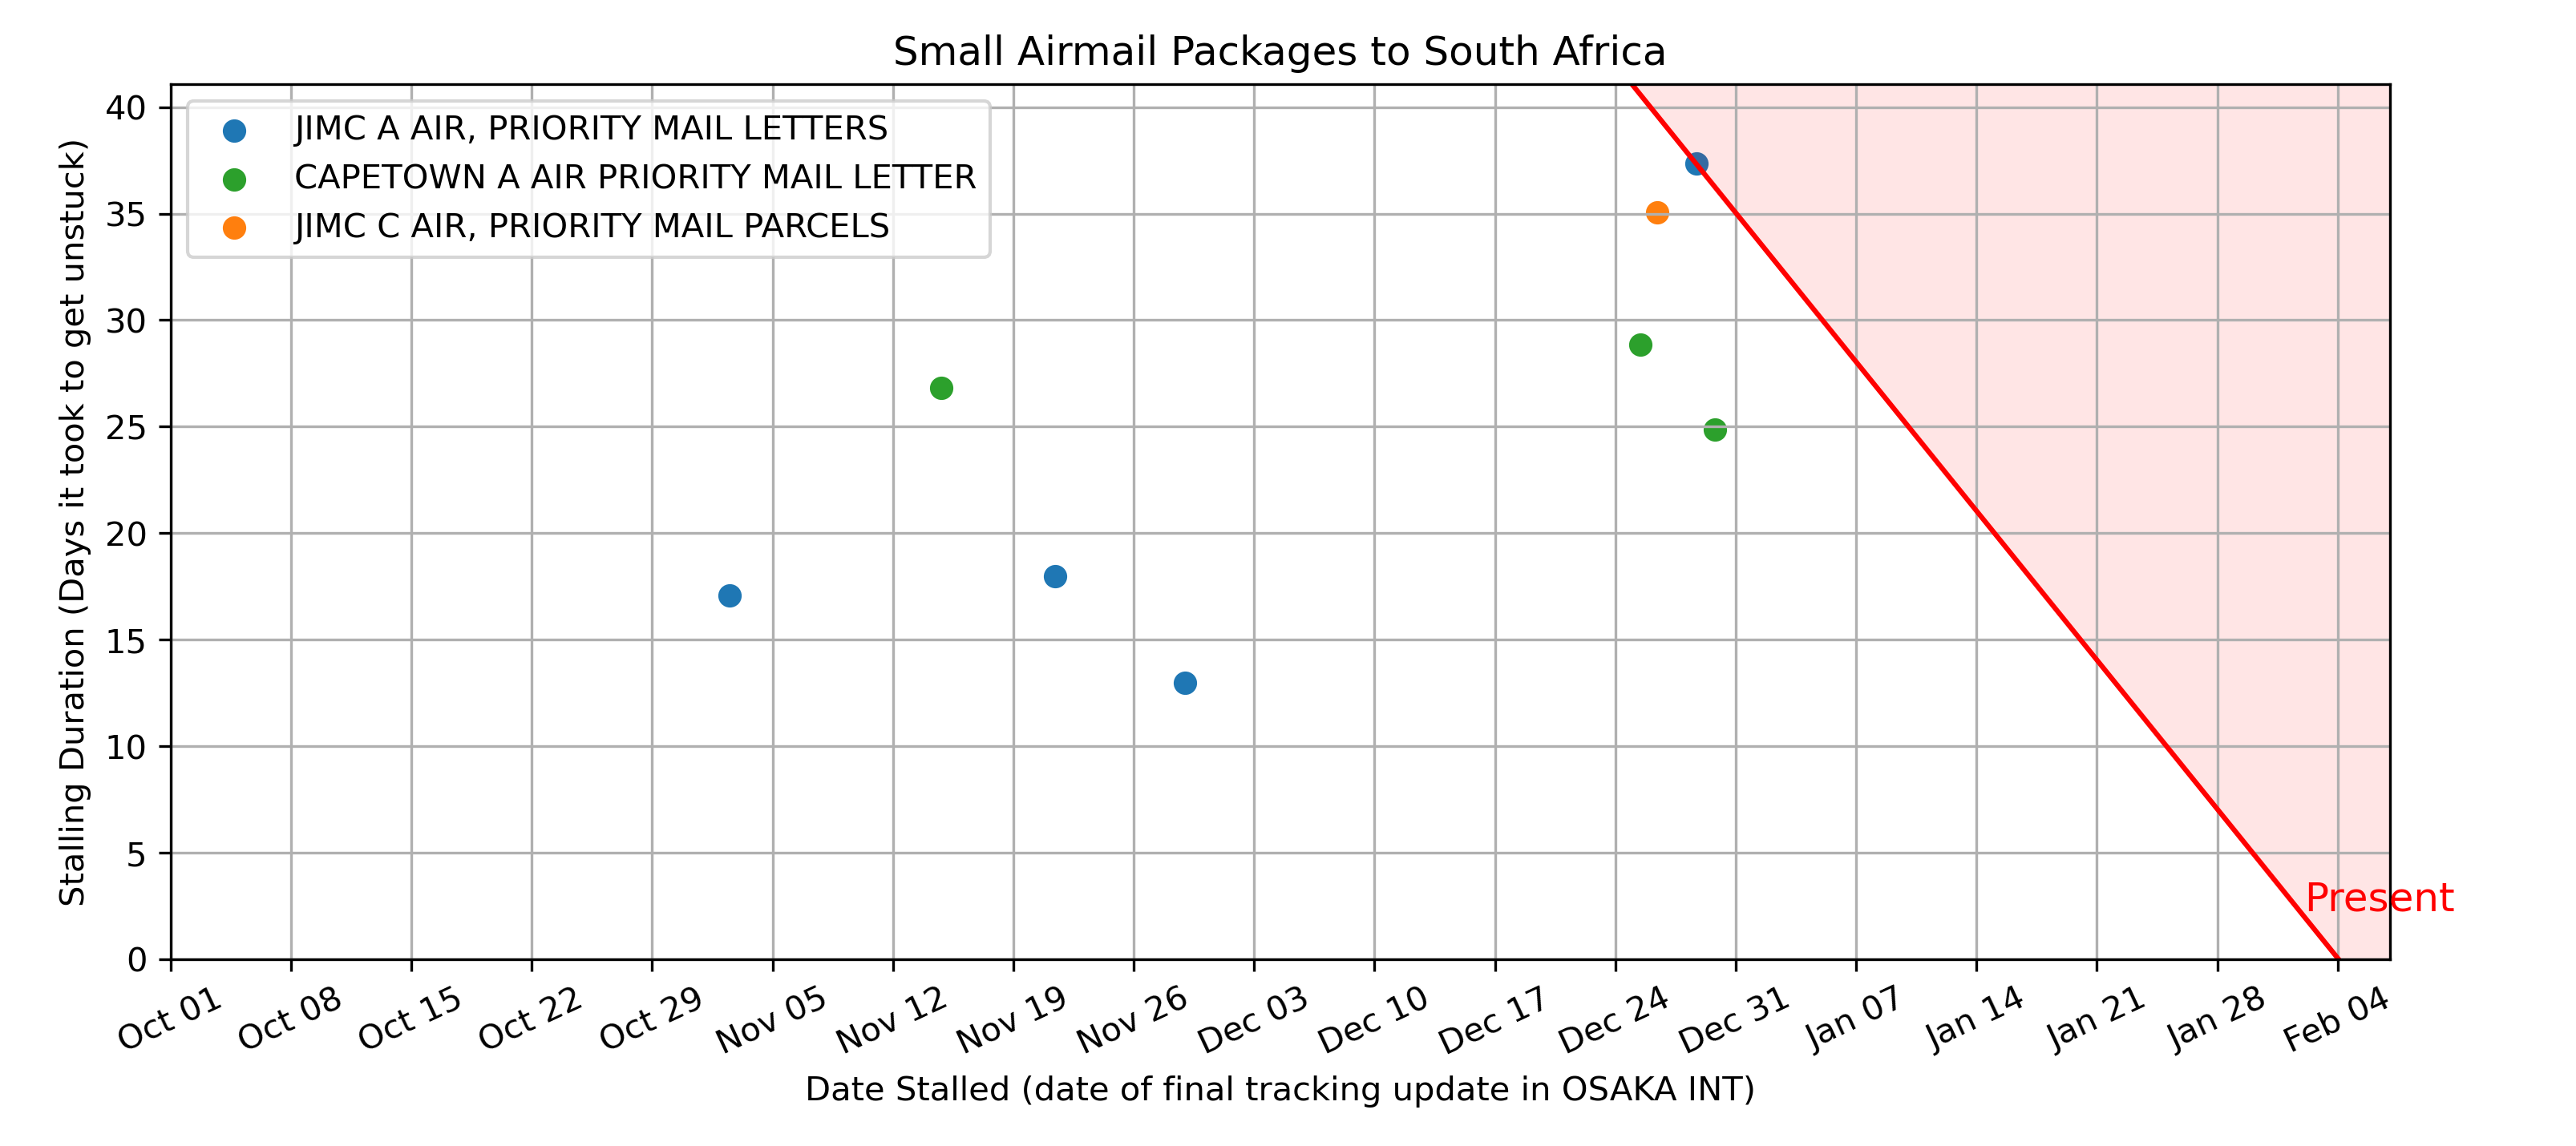 Small Airmail Packages to South Africa
JIMC A AIR, PRIORITY MAIL LETTERS
CAPETOWN A AIR PRIORITY MAIL LETTER
JIMC C AIR, PRIORITY MAIL PARCELS
Stalling Duration (Days it took to get unstuck)
40
35
30
25
20
15
10
5
0
Present
Oct 01
Oct 08
Oct 15
Oct 22
Oct 29
Nov 05
Nov 12
Nov 19
Nov 26
Dec 03
Dec 10
Dec 17
Dec 24
Dec 31
Jan 07
Jan 14
Jan 21
Jan 28
Feb 04
Date Stalled (date of final tracking update in OSAKA INT)